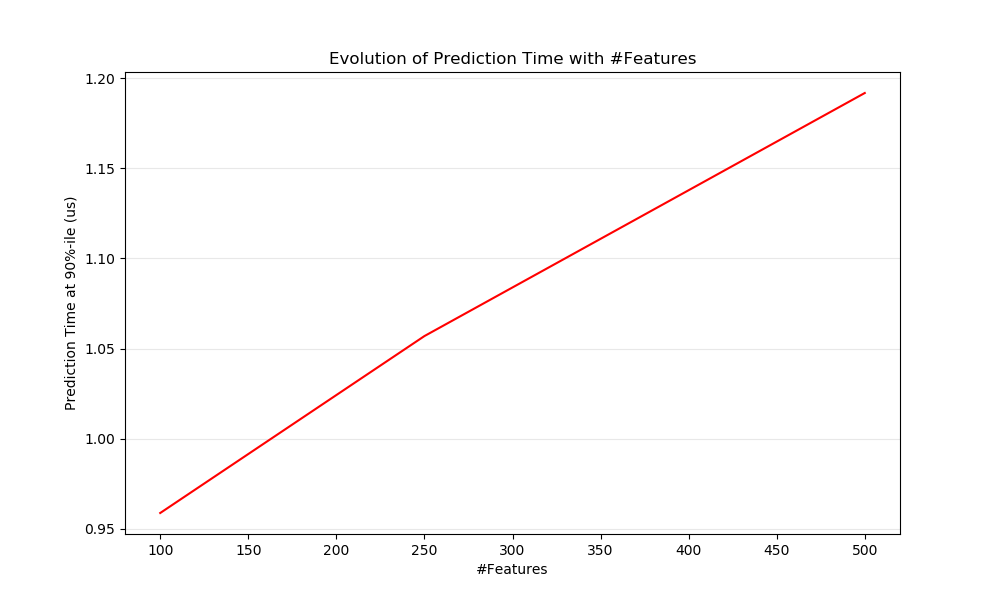 Evolution of Prediction Time with #Features
Prediction Time at 90%-ile (us)
1.20
1.15
1.10
1.05
1.00
0.95
100 150 200 250 300 350 400 450 500
#Features